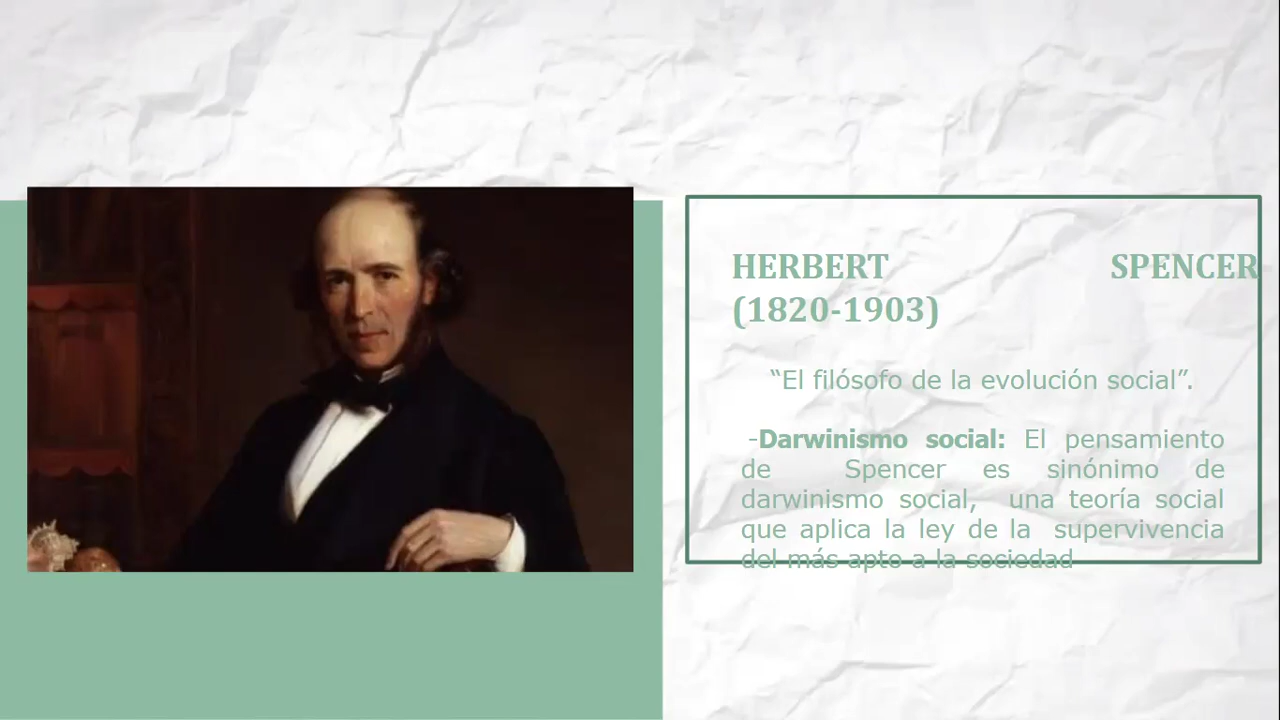 HERBERT SPENCER
(1820-1903)
“El filósofo de la evolución social”.
-Darwinismo social: El pensamiento
de Spencer es sinónimo de
darwinismo social, una teoría social
que aplica la ley de la supervivencia
del más apto a la sociedad